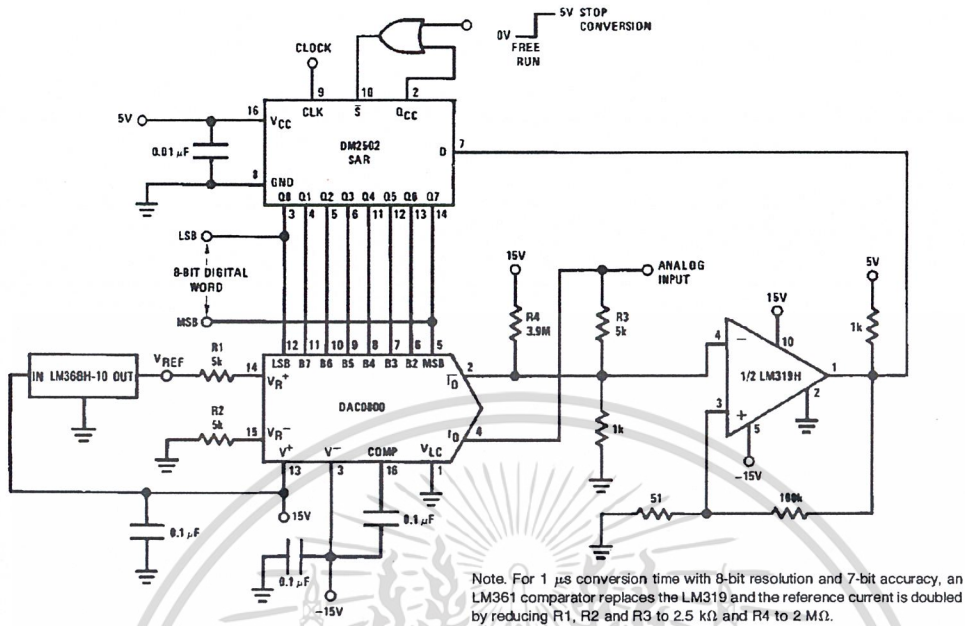 5V STOP
CONVERSION
0V
FREE
RUN
CLOCK
9 10 2
CLK S̅ QCC
5V
16 VCC
0.01 μF
DM2502
SAR
D 7
8 GND
Q0 Q1 Q2 Q3 Q4 Q5 Q6 Q7
3 4 5 6 11 12 13 14
LSB
8-BIT DIGITAL
WORD
MSB
15V
R4
3.9M
R3
5k
ANALOG
INPUT
5V
1k
15V
12 11 10 9 8 7 6 5
LSB B7 B6 B5 B4 B3 B2 MSB
IN LM368H-10 OUT
VREF
R1
5k
14
VR+
R2
5k
15
VR−
DAC0800
2
I̅O̅
IO
4
1k
4 − 10
1/2 LM319H
1
2
3 +
5
−15V
V+ V− COMP VLC
13 3 16 1
15V
0.1 μF
0.1 μF
0.1 μF
−15V
51
100k
Note. For 1 μs conversion time with 8-bit resolution and 7-bit accuracy, an
LM361 comparator replaces the LM319 and the reference current is doubled
by reducing R1, R2 and R3 to 2.5 kΩ and R4 to 2 MΩ.